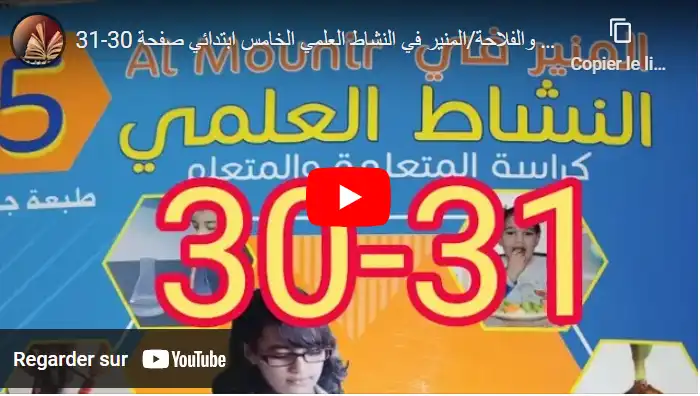 ... والفلاحة/المنير في النشاط العلمي الخامس ابتدائي صفحة 30-31
Copier le li...
المنير في
Al Mounir
5
النشاط العلمي
كراسة المتعلمة والمتعلم
طبعة
30-31
Regarder sur YouTube